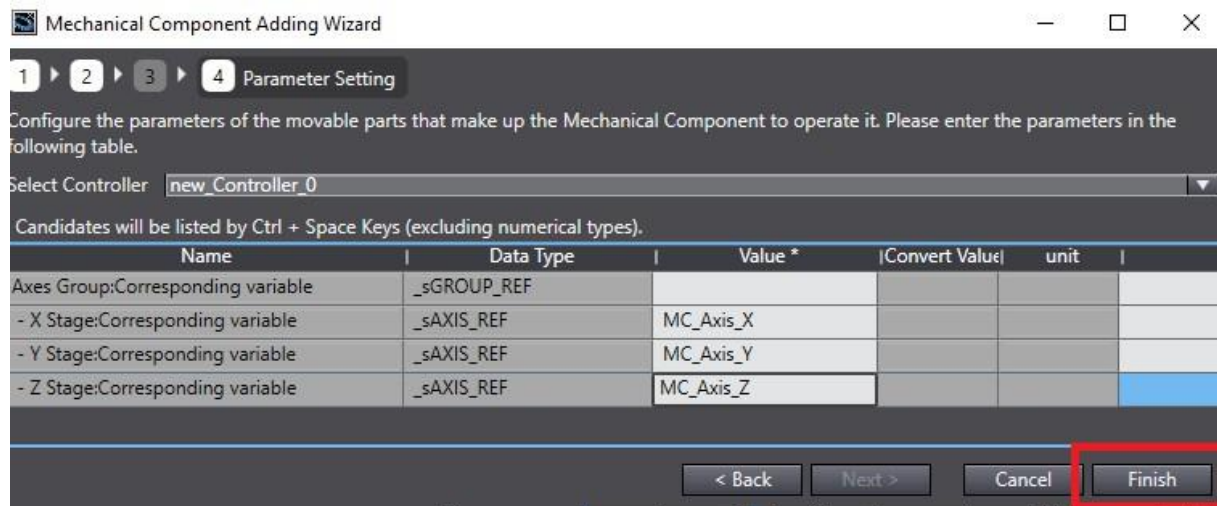 Mechanical Component Adding Wizard
1 2 3 4 Parameter Setting
Configure the parameters of the movable parts that make up the Mechanical Component to operate it. Please enter the parameters in the
following table.
Select Controller new_Controller_0
Candidates will be listed by Ctrl + Space Keys (excluding numerical types).
Name Data Type Value * Convert Value unit
Axes Group:Corresponding variable _sGROUP_REF
- X Stage:Corresponding variable _sAXIS_REF MC_Axis_X
- Y Stage:Corresponding variable _sAXIS_REF MC_Axis_Y
- Z Stage:Corresponding variable _sAXIS_REF MC_Axis_Z
< Back Next > Cancel Finish